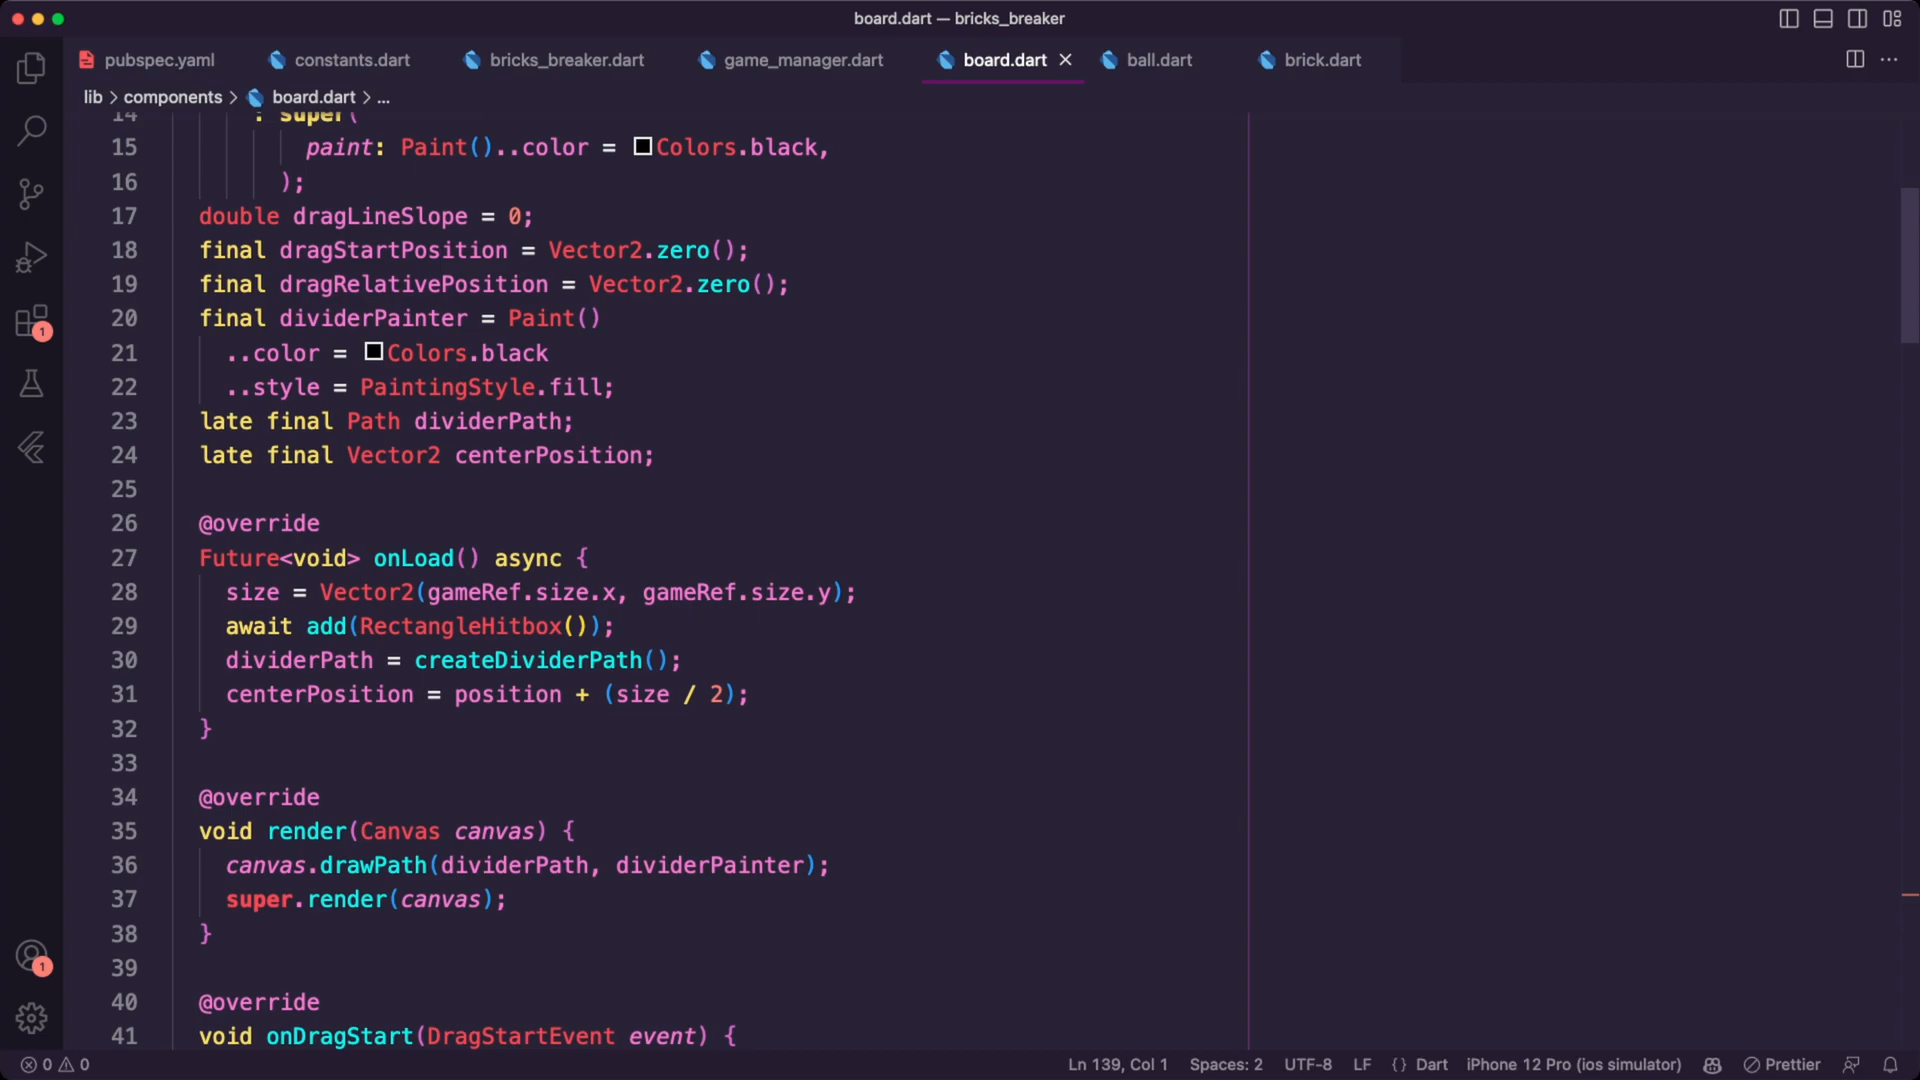 board.dart — bricks_breaker
pubspec.yaml constants.dart bricks_breaker.dart game_manager.dart board.dart ball.dart brick.dart
lib > components > board.dart > ...
14 : super(
15 paint: Paint()..color = Colors.black,
16 );
17 double dragLineSlope = 0;
18 final dragStartPosition = Vector2.zero();
19 final dragRelativePosition = Vector2.zero();
20 final dividerPainter = Paint()
21 ..color = Colors.black
22 ..style = PaintingStyle.fill;
23 late final Path dividerPath;
24 late final Vector2 centerPosition;
25
26 @override
27 Future<void> onLoad() async {
28 size = Vector2(gameRef.size.x, gameRef.size.y);
29 await add(RectangleHitbox());
30 dividerPath = createDividerPath();
31 centerPosition = position + (size / 2);
32 }
33
34 @override
35 void render(Canvas canvas) {
36 canvas.drawPath(dividerPath, dividerPainter);
37 super.render(canvas);
38 }
39
40 @override
41 void onDragStart(DragStartEvent event) {
1
1
0 0 Ln 139, Col 1 Spaces: 2 UTF-8 LF {} Dart iPhone 12 Pro (ios simulator) Prettier